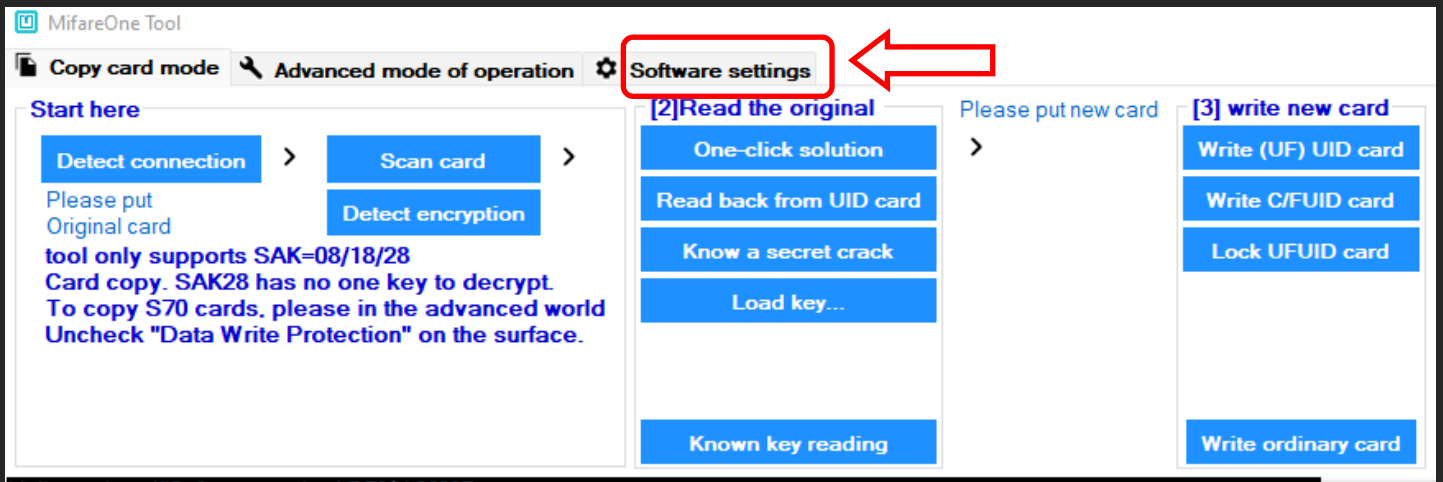 MifareOne Tool
Copy card mode
Advanced mode of operation
Software settings
Start here
Detect connection
>
Scan card
>
Please put
Original card
Detect encryption
tool only supports SAK=08/18/28
Card copy. SAK28 has no one key to decrypt.
To copy S70 cards, please in the advanced world
Uncheck "Data Write Protection" on the surface.
[2]Read the original
One-click solution
Read back from UID card
Know a secret crack
Load key...
Known key reading
Please put new card
>
[3] write new card
Write (UF) UID card
Write C/FUID card
Lock UFUID card
Write ordinary card